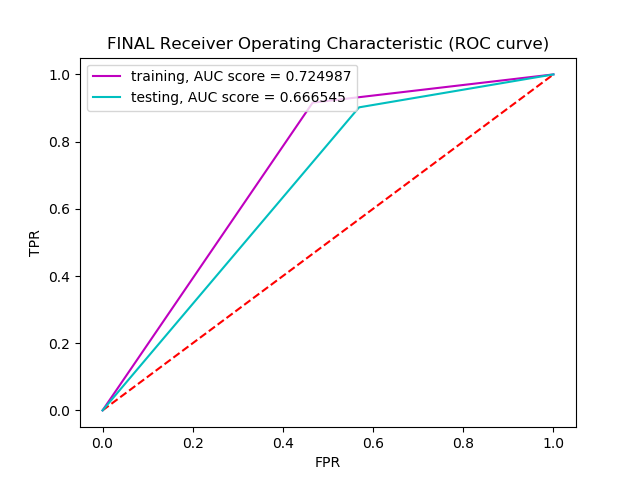 FINAL Receiver Operating Characteristic (ROC curve)
training, AUC score = 0.724987
testing, AUC score = 0.666545
1.0
0.8
0.6
0.4
0.2
0.0
TPR
0.0 0.2 0.4 0.6 0.8 1.0
FPR